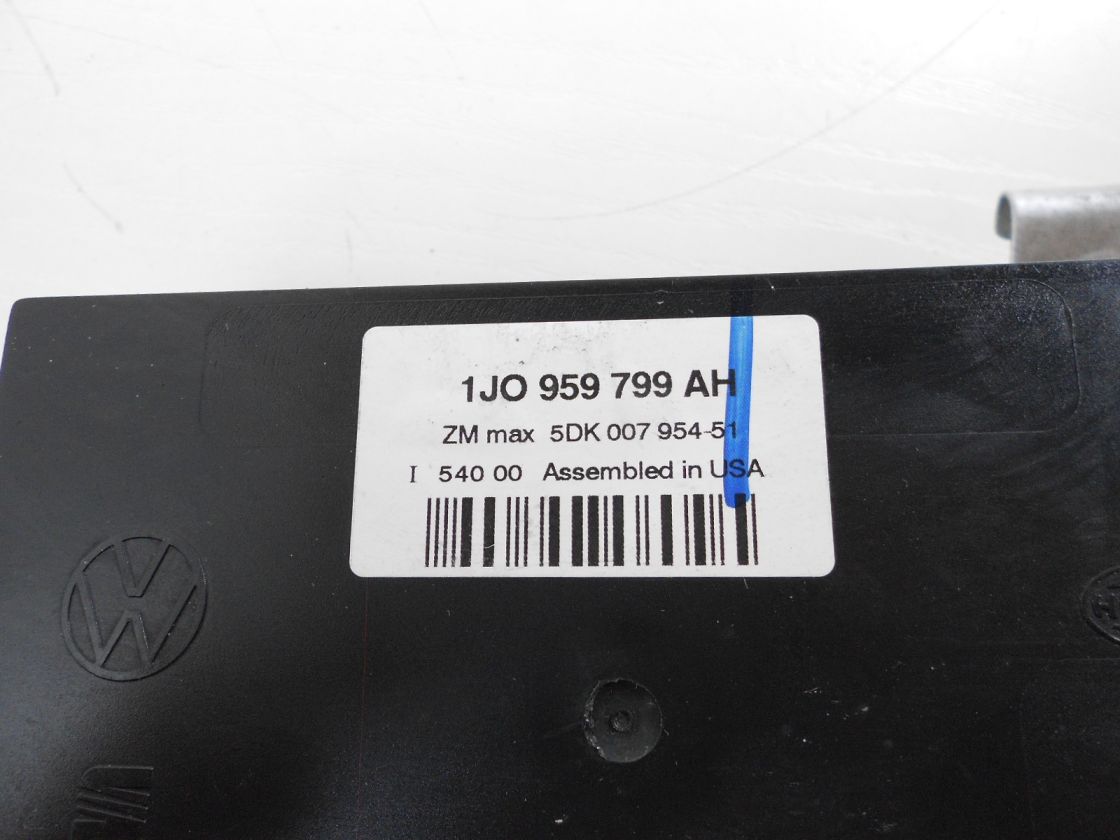 1JO 959 799 AH
ZM max 5DK 007 954-51
I 540 00 Assembled in USA